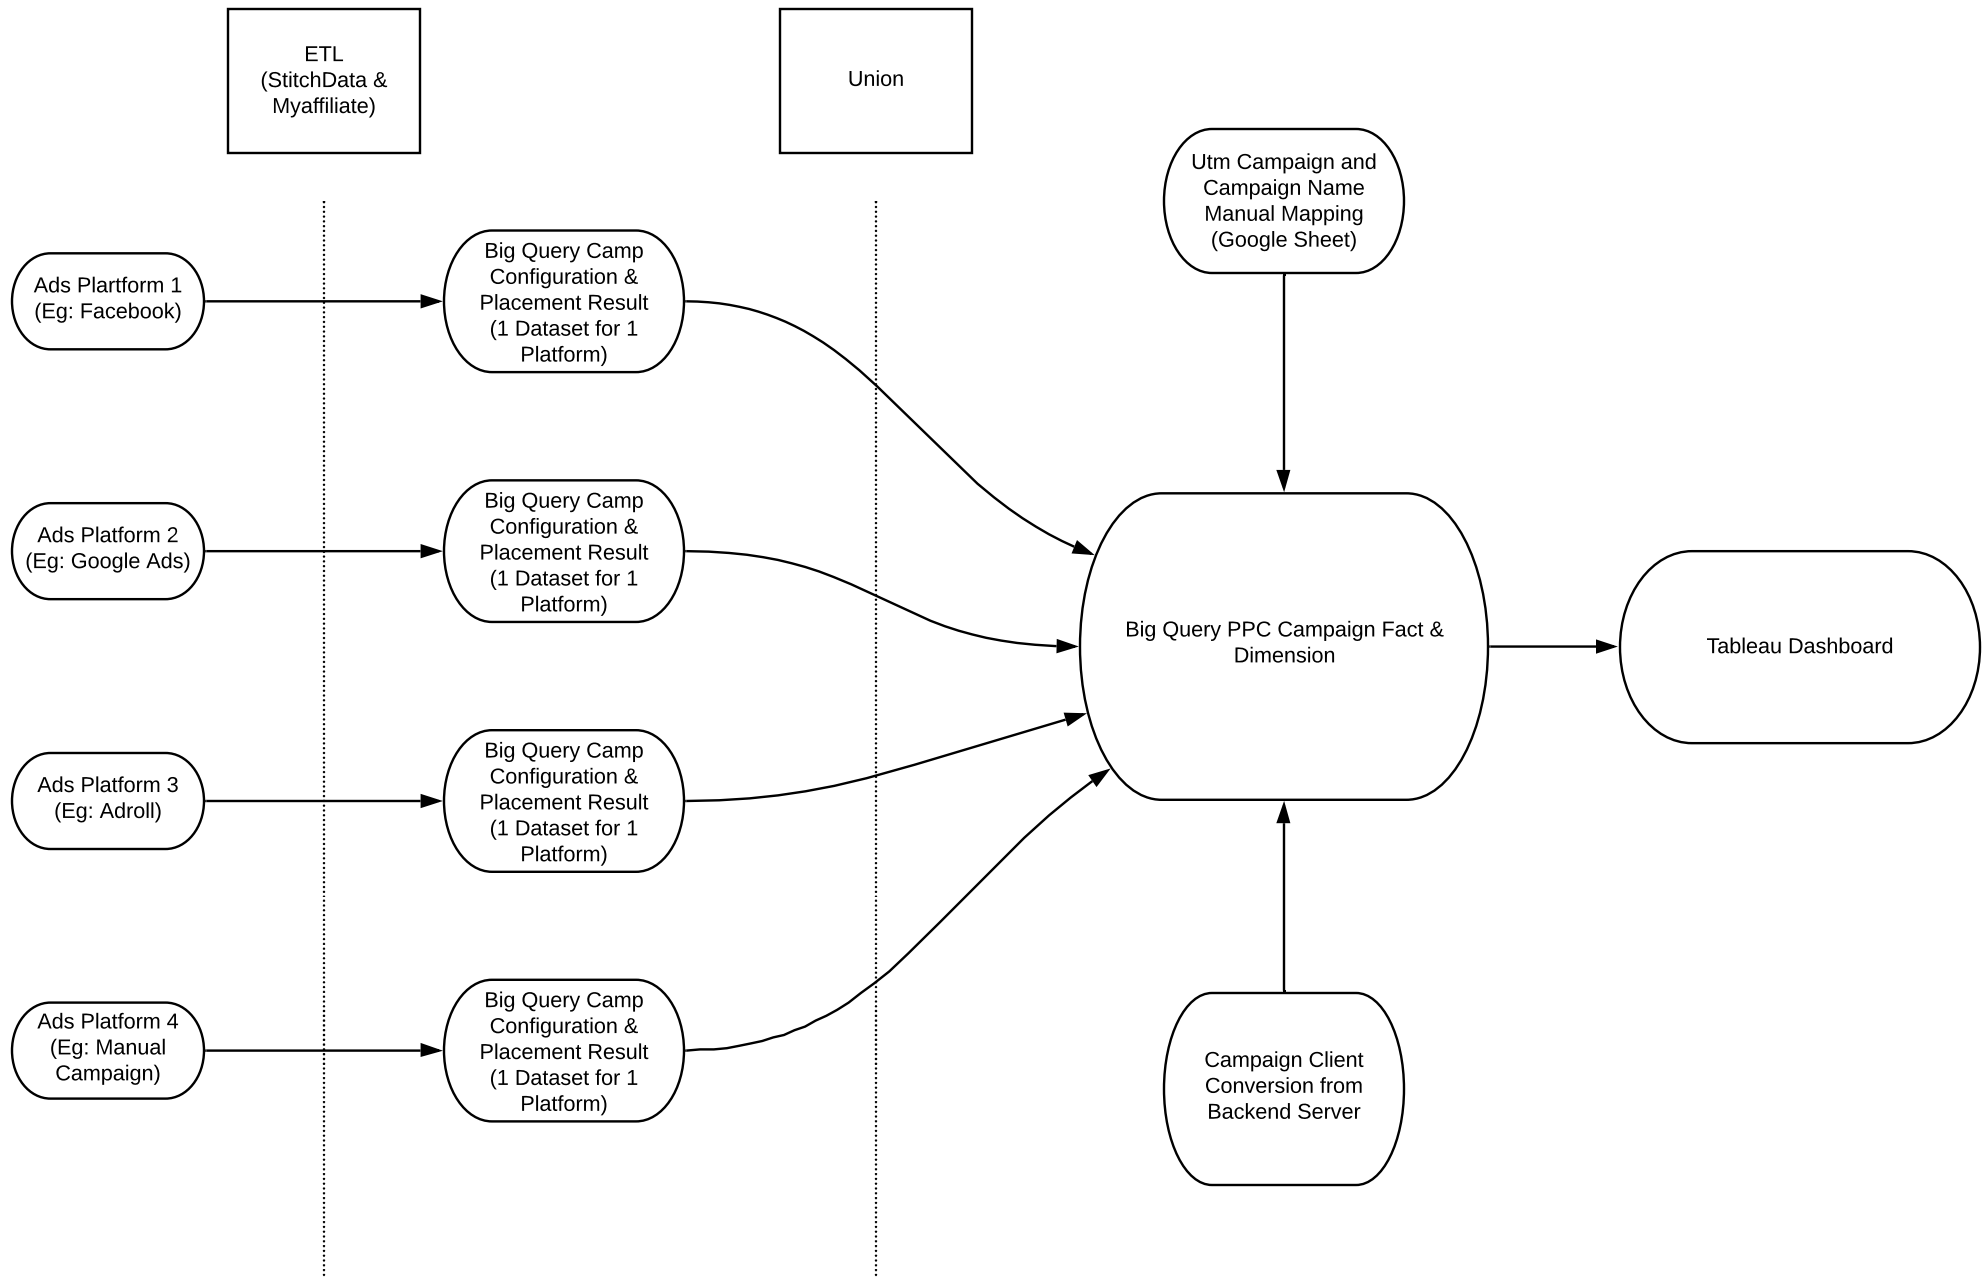 ETL
(StitchData &
Myaffiliate)
Union
Utm Campaign and
Campaign Name
Manual Mapping
(Google Sheet)
Ads Plartform 1
(Eg: Facebook)
Big Query Camp
Configuration &
Placement Result
(1 Dataset for 1
Platform)
Ads Platform 2
(Eg: Google Ads)
Big Query Camp
Configuration &
Placement Result
(1 Dataset for 1
Platform)
Big Query PPC Campaign Fact &
Dimension
Tableau Dashboard
Ads Platform 3
(Eg: Adroll)
Big Query Camp
Configuration &
Placement Result
(1 Dataset for 1
Platform)
Ads Platform 4
(Eg: Manual
Campaign)
Big Query Camp
Configuration &
Placement Result
(1 Dataset for 1
Platform)
Campaign Client
Conversion from
Backend Server